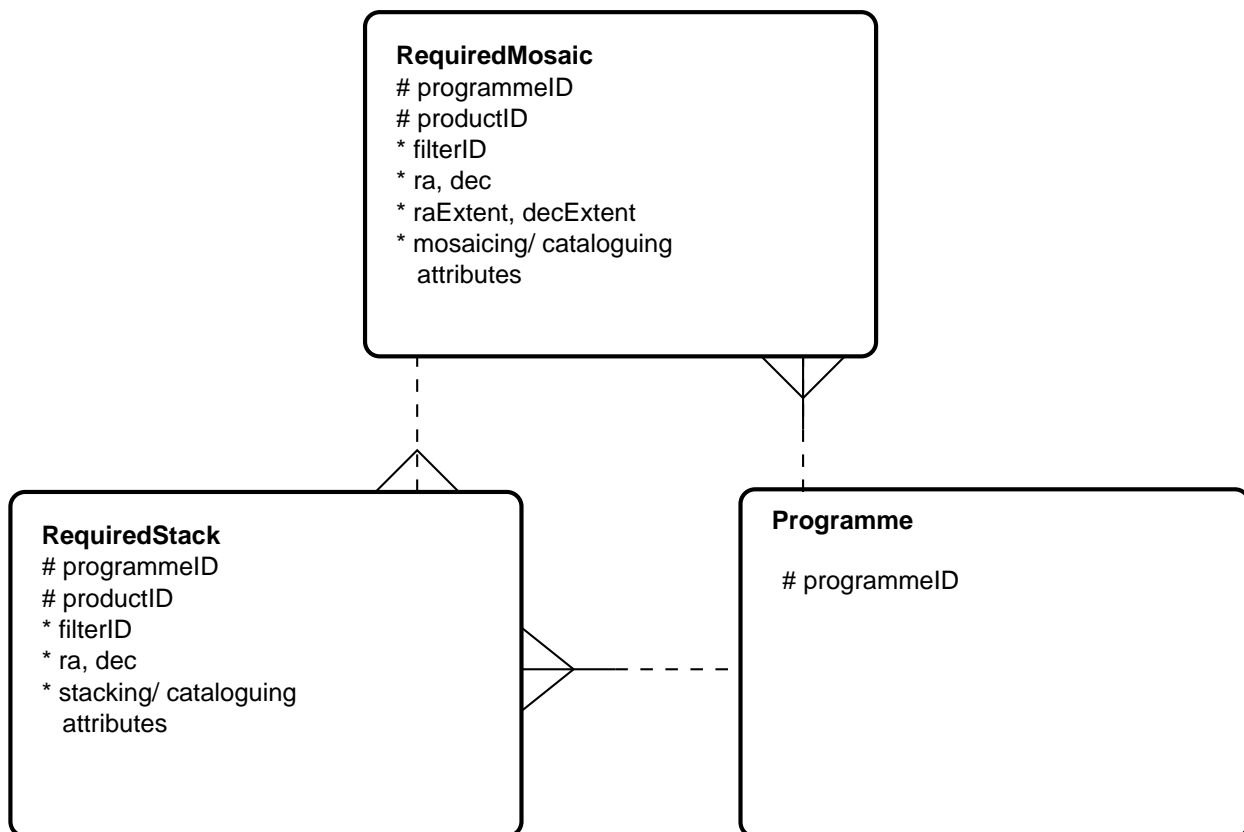 RequiredMosaic
# programmeID
# productID
* filterID
* ra, dec
* raExtent, decExtent
* mosaicing/ cataloguing
attributes
RequiredStack
# programmeID
# productID
* filterID
* ra, dec
* stacking/ cataloguing
attributes
Programme
# programmeID